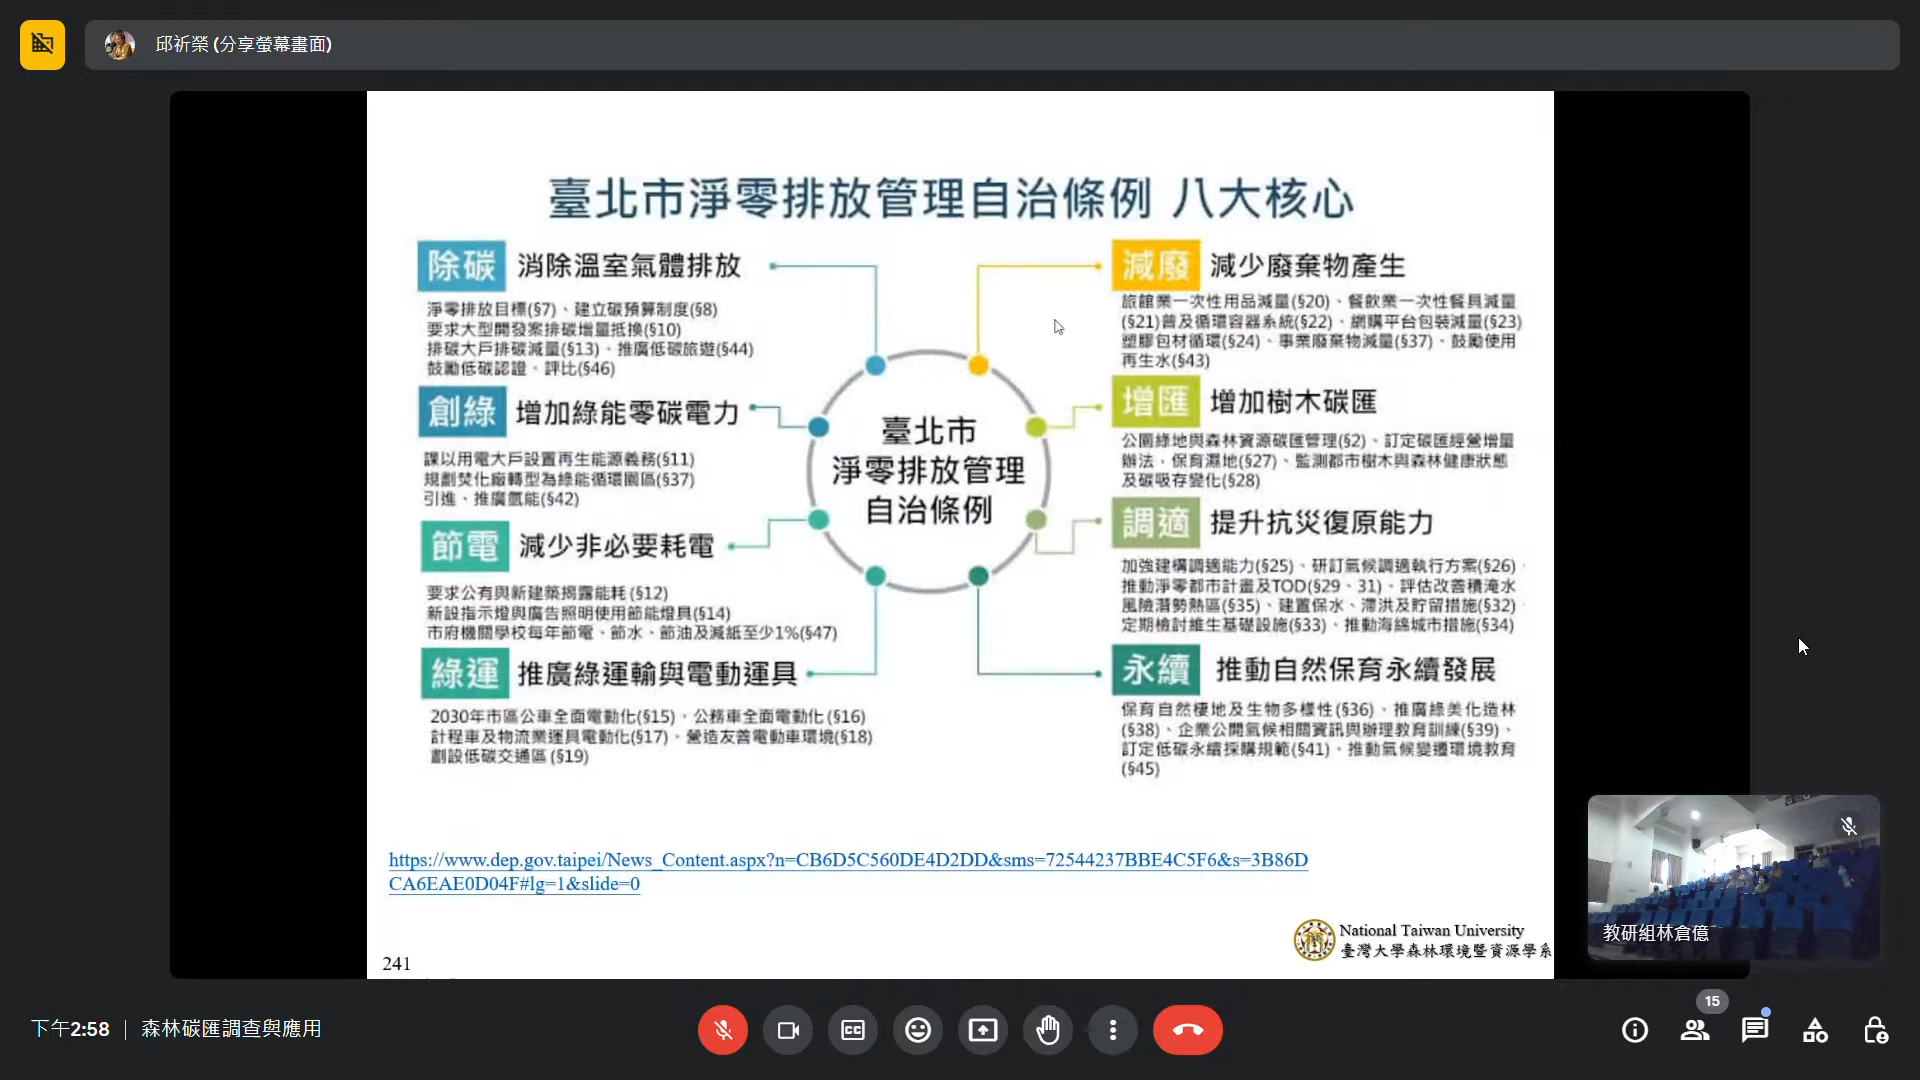 邱祈榮 (分享螢幕畫面)
臺北市淨零排放管理自治條例 八大核心
除碳 消除溫室氣體排放
淨零排放目標(§7)、建立碳預算制度(§8)
要求大型開發案排碳增量抵換(§10)
排碳大戶排碳減量(§13)、推廣低碳旅遊(§44)
鼓勵低碳認證、評比(§46)
創綠 增加綠能零碳電力
課以用電大戶設置再生能源義務(§11)
規劃焚化廠轉型為綠能循環園區(§37)
引進、推廣氫能(§42)
節電 減少非必要耗電
要求公有與新建築揭露能耗(§12)
新設指示燈與廣告照明使用節能燈具(§14)
市府機關學校每年節電、節水、節油及減紙至少1%(§47)
綠運 推廣綠運輸與電動運具
2030年市區公車全面電動化(§15)、公務車全面電動化(§16)
計程車及物流業運具電動化(§17)、營造友善電動車環境(§18)
劃設低碳交通區(§19)
臺北市
淨零排放管理
自治條例
減廢 減少廢棄物產生
旅館業一次性用品減量(§20)、餐飲業一次性餐具減量
(§21)普及循環容器系統(§22)、網購平台包裝減量(§23)
塑膠包材循環(§24)、事業廢棄物減量(§37)、鼓勵使用
再生水(§43)
增匯 增加樹木碳匯
公園綠地與森林資源碳匯管理(§2)、訂定碳匯經營增量
辦法、保育濕地(§27)、監測都市樹木與森林健康狀態
及碳吸存變化(§28)
調適 提升抗災復原能力
加強建構調適能力(§25)、研訂氣候調適執行方案(§26)
推動淨零都市計畫及TOD(§29、31)、評估改善積淹水
風險潛勢熱區(§35)、建置保水、滯洪及貯留措施(§32)
定期檢討維生基礎設施(§33)、推動海綿城市措施(§34)
永續 推動自然保育永續發展
保育自然棲地及生物多樣性(§36)、推廣綠美化造林
(§38)、企業公開氣候相關資訊與辦理教育訓練(§39)、
訂定低碳永續採購規範(§41)、推動氣候變遷環境教育
(§45)
https://www.dep.gov.taipei/News_Content.aspx?n=CB6D5C560DE4D2DD&sms=72544237BBE4C5F6&s=3B86D
CA6EAE0D04F#lg=1&slide=0
National Taiwan University
臺灣大學森林環境暨資源學系
241
教研組林倉億
下午2:58 | 森林碳匯調查與應用
15